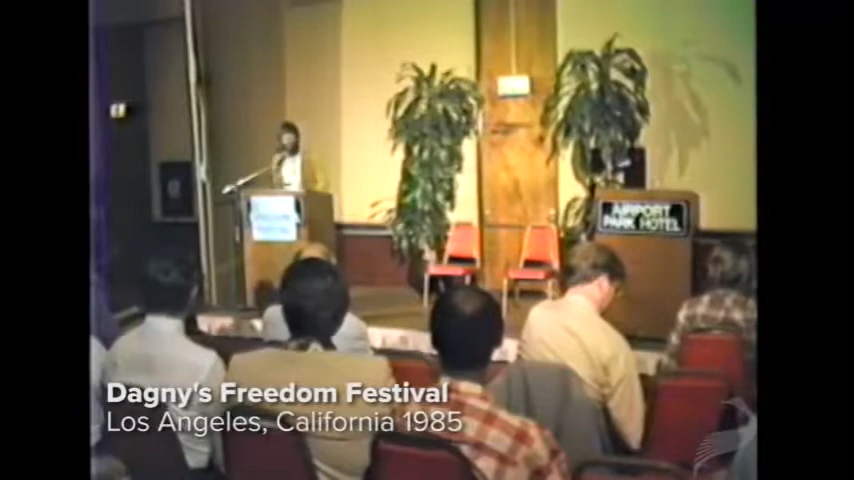 AIRPORT
PARK HOTEL
Dagny's Freedom Festival
Los Angeles, California 1985